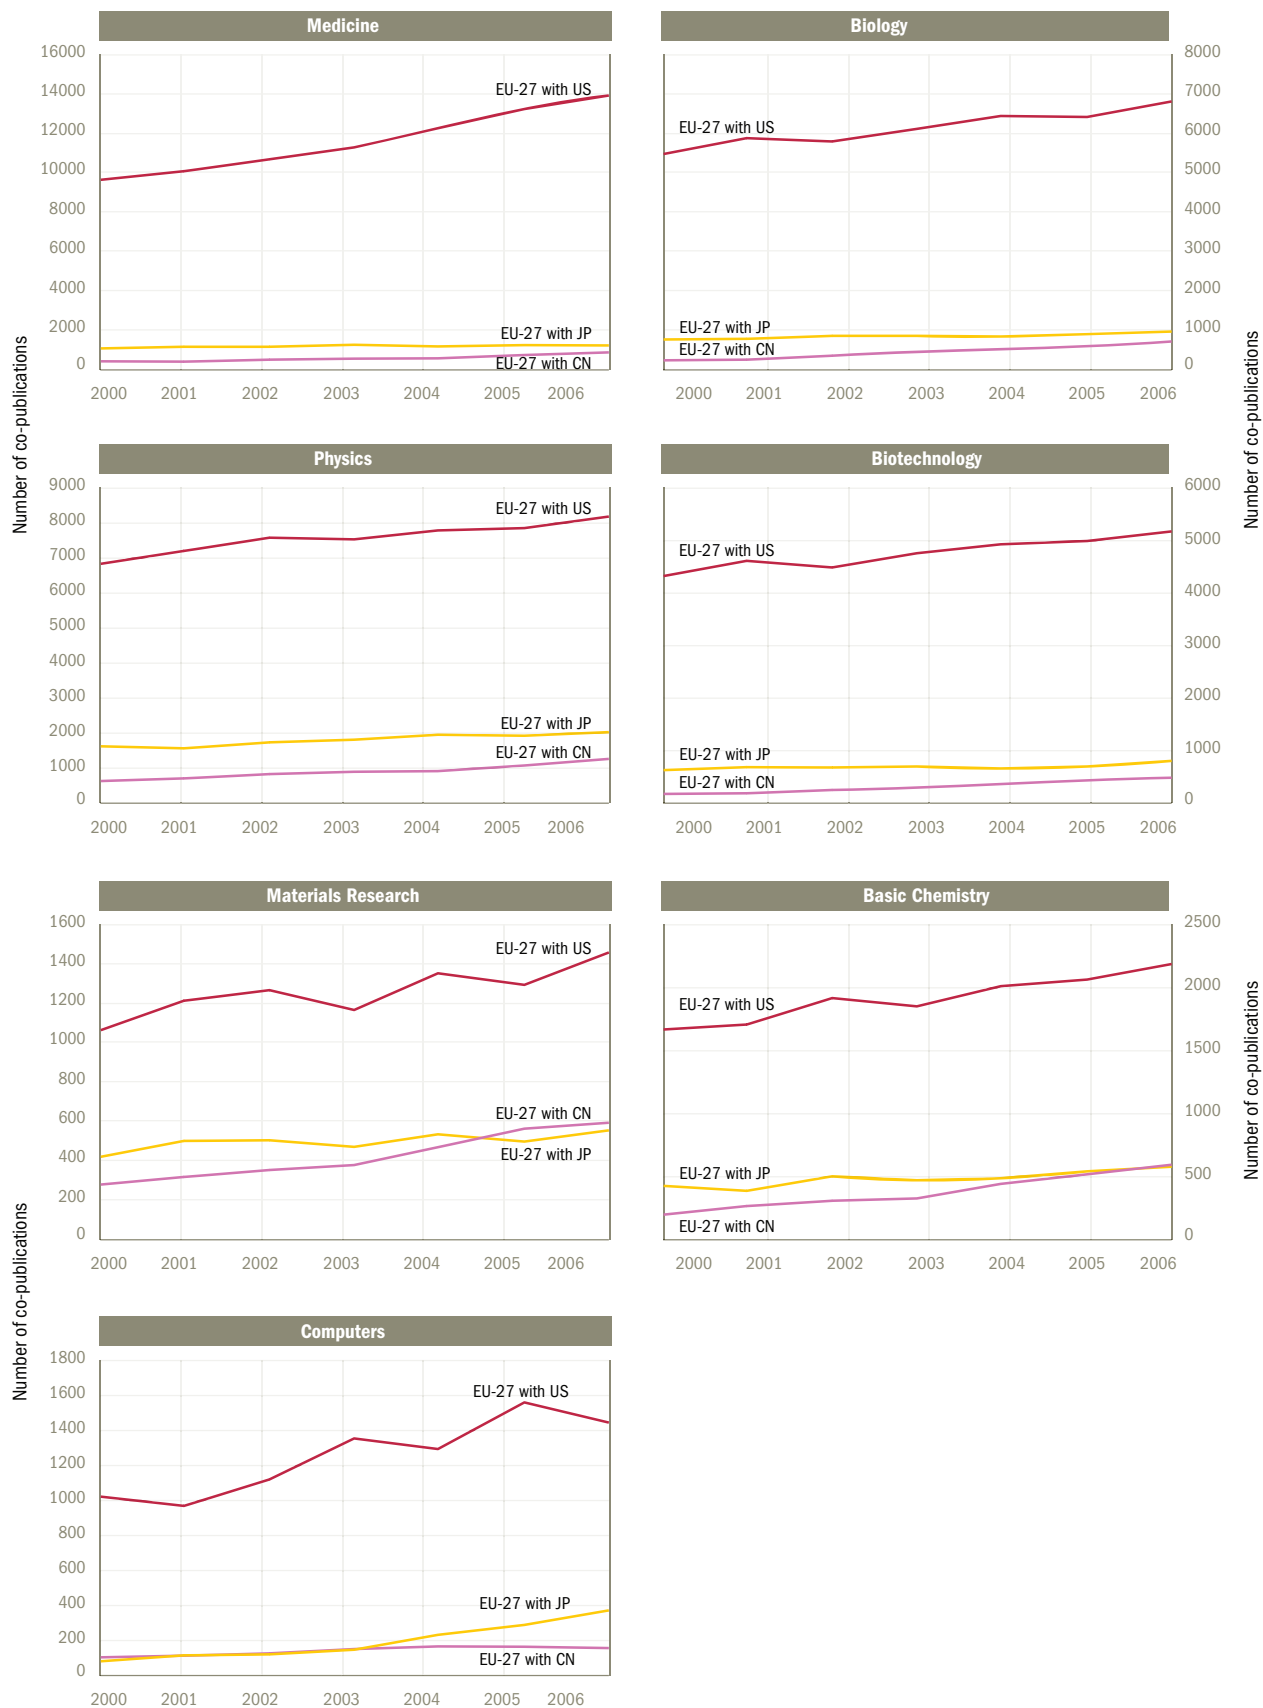 Medicine
16000
14000
12000
10000
8000
6000
4000
2000
0
EU-27 with US
EU-27 with JP
EU-27 with CN
2000 2001 2002 2003 2004 2005 2006
Number of co-publications
Biology
8000
7000
6000
5000
4000
3000
2000
1000
0
EU-27 with US
EU-27 with JP
EU-27 with CN
2000 2001 2002 2003 2004 2005 2006
Number of co-publications
Physics
9000
8000
7000
6000
5000
4000
3000
2000
1000
0
EU-27 with US
EU-27 with JP
EU-27 with CN
2000 2001 2002 2003 2004 2005 2006
Biotechnology
6000
5000
4000
3000
2000
1000
0
EU-27 with US
EU-27 with JP
EU-27 with CN
2000 2001 2002 2003 2004 2005 2006
Materials Research
1600
1400
1200
1000
800
600
400
200
0
EU-27 with US
EU-27 with CN
EU-27 with JP
2000 2001 2002 2003 2004 2005 2006
Number of co-publications
Basic Chemistry
2500
2000
1500
1000
500
0
EU-27 with US
EU-27 with JP
EU-27 with CN
2000 2001 2002 2003 2004 2005 2006
Number of co-publications
Computers
1800
1600
1400
1200
1000
800
600
400
200
0
EU-27 with US
EU-27 with JP
EU-27 with CN
2000 2001 2002 2003 2004 2005 2006